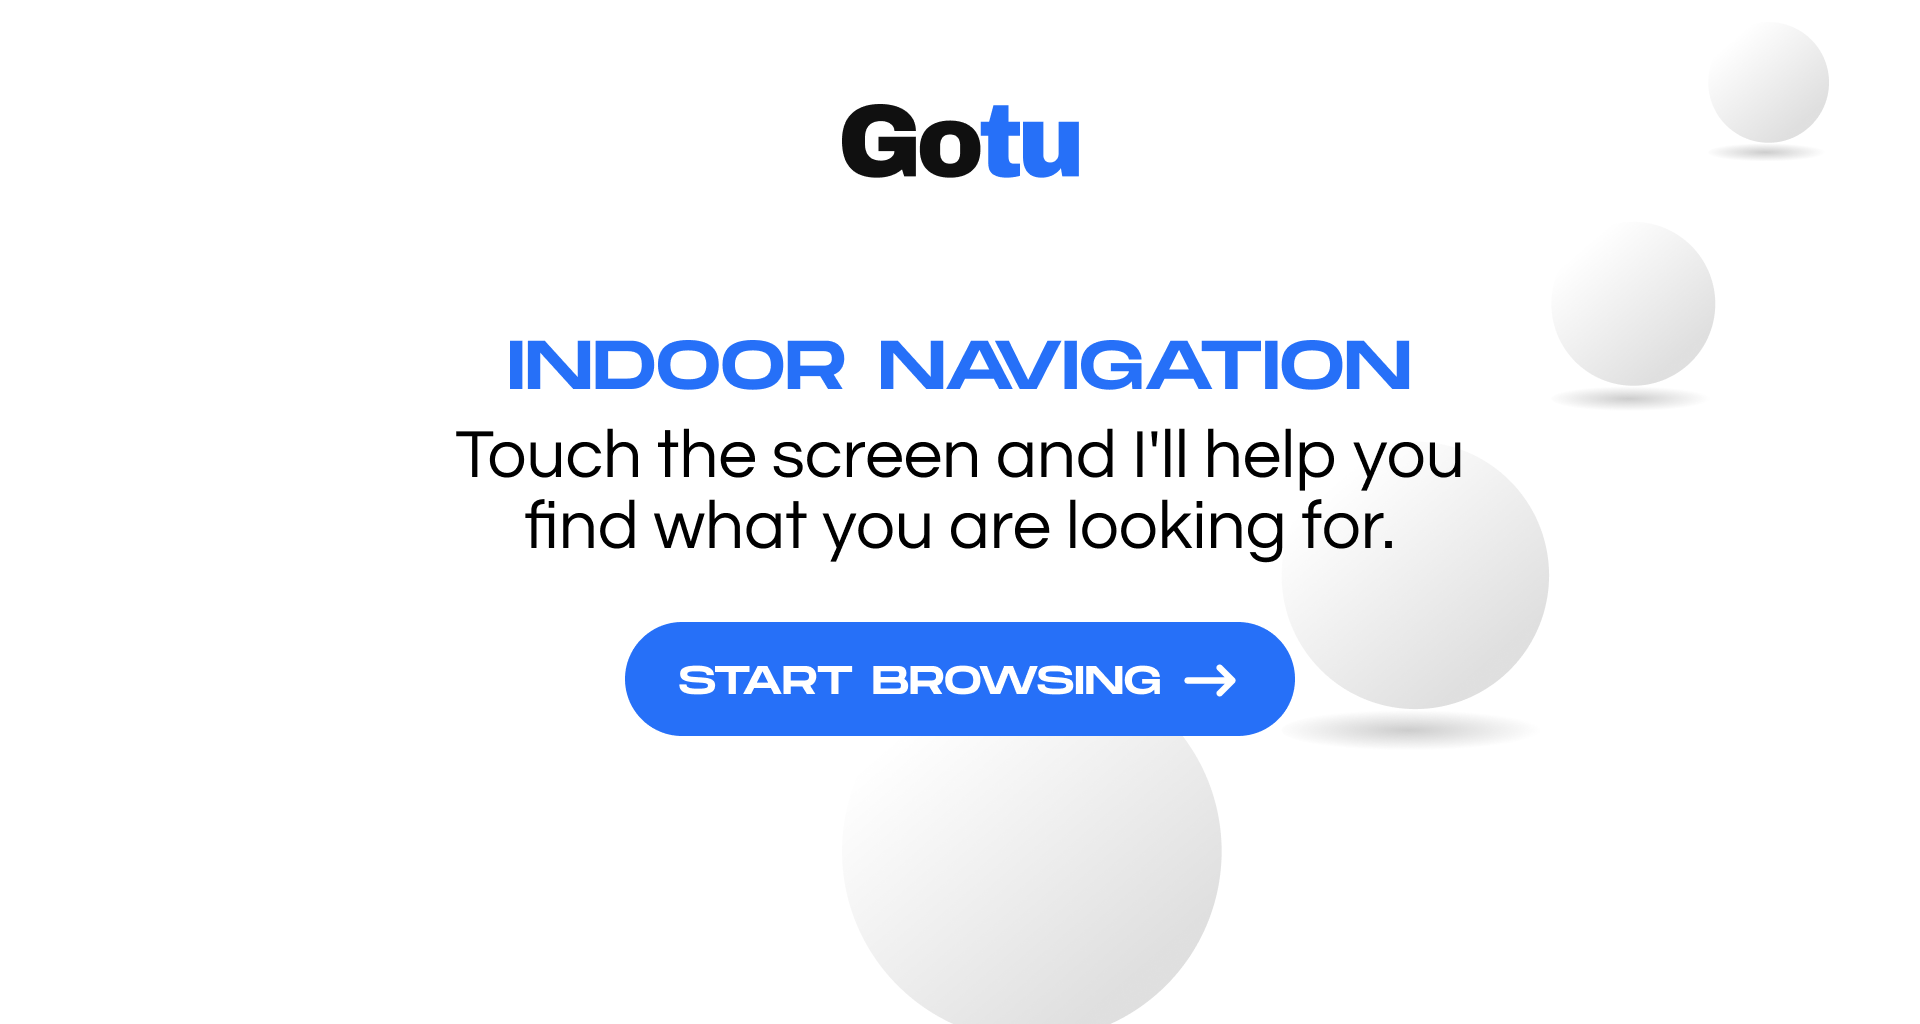 Gotu
INDOOR NAVIGATION
Touch the screen and I'll help you
find what you are looking for.
START BROWSING →